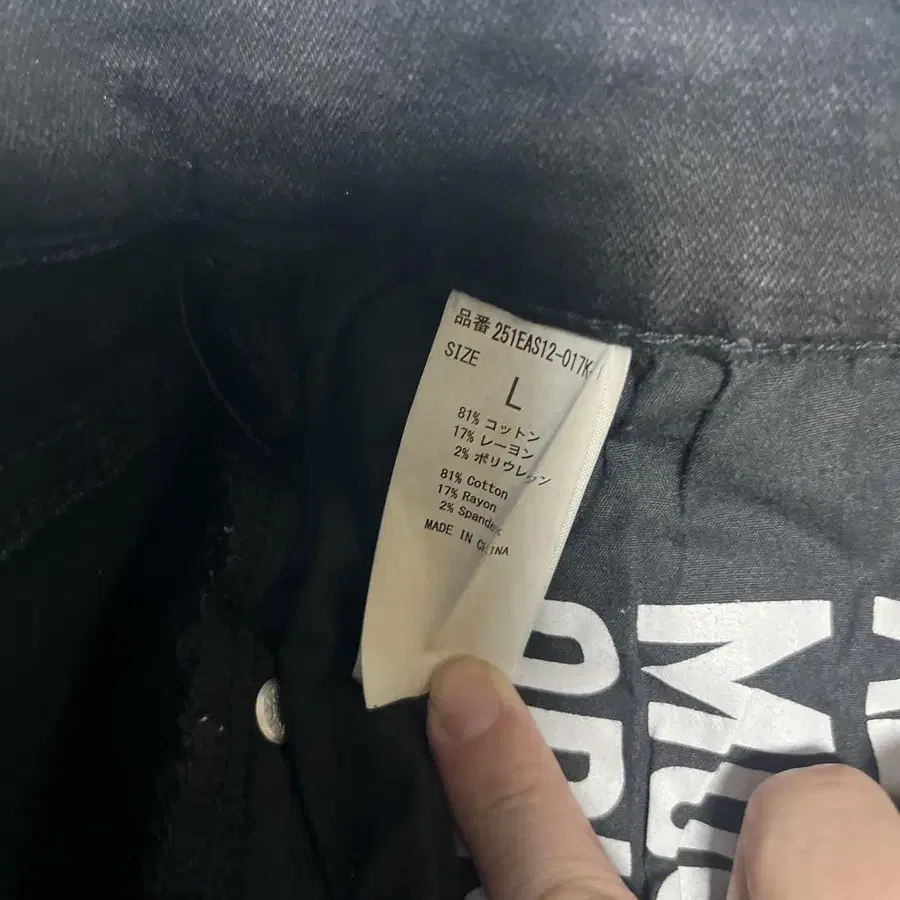 品番 251EAS12-017K-1
SIZE
L
81% コットン
17% レーヨン
2% ポリウレタン
81% Cotton
17% Rayon
2% Spandex
MADE IN CHINA